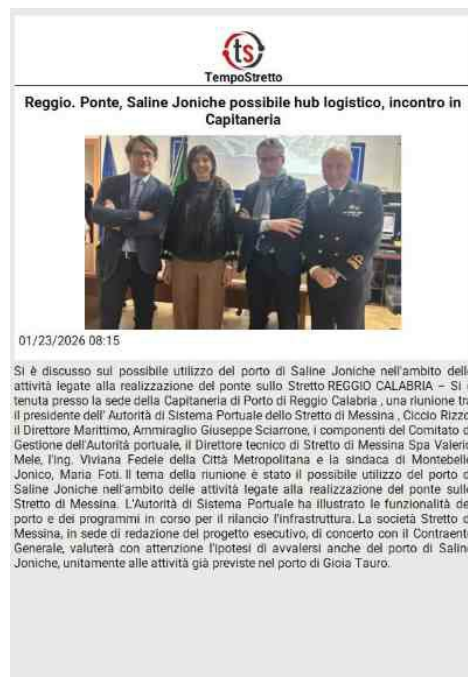 ts
TempoStretto
Reggio. Ponte, Saline Joniche possibile hub logistico, incontro in
Capitaneria
01/23/2026 08:15
Si è discusso sul possibile utilizzo del porto di Saline Joniche nell'ambito delle
attività legate alla realizzazione del ponte sullo Stretto REGGIO CALABRIA – Si
tenuta presso la sede della Capitaneria di Porto di Reggio Calabria , una riunione tra
il presidente dell' Autorità di Sistema Portuale dello Stretto di Messina , Ciccio Rizzo
il Direttore Marittimo, Ammiraglio Giuseppe Sciarrone, i componenti del Comitato d
Gestione dell'Autorità portuale, il Direttore tecnico di Stretto di Messina Spa Valerio
Mele, l'Ing. Viviana Fedele della Città Metropolitana e la sindaca di Montebello
Jonico, Maria Foti. Il tema della riunione è stato il possibile utilizzo del porto d
Saline Joniche nell'ambito delle attività legate alla realizzazione del ponte sullo
Stretto di Messina. L'Autorità di Sistema Portuale ha illustrato le funzionalità del
porto e dei programmi in corso per il rilancio l'infrastruttura. La società Stretto d
Messina, in sede di redazione del progetto esecutivo, di concerto con il Contraente
Generale, valuterà con attenzione l'ipotesi di avvalersi anche del porto di Saline
Joniche, unitamente alle attività già previste nel porto di Gioia Tauro.